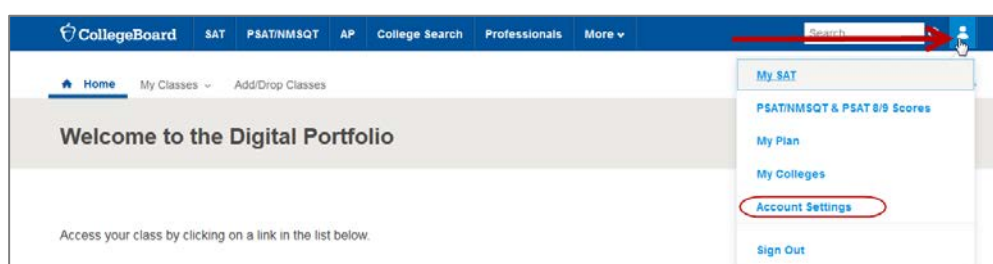 CollegeBoard SAT PSAT/NMSQT AP College Search Professionals More Search
Home My Classes Add/Drop Classes
Welcome to the Digital Portfolio
Access your class by clicking on a link in the list below.
My SAT
PSAT/NMSQT & PSAT 8/9 Scores
My Plan
My Colleges
Account Settings
Sign Out